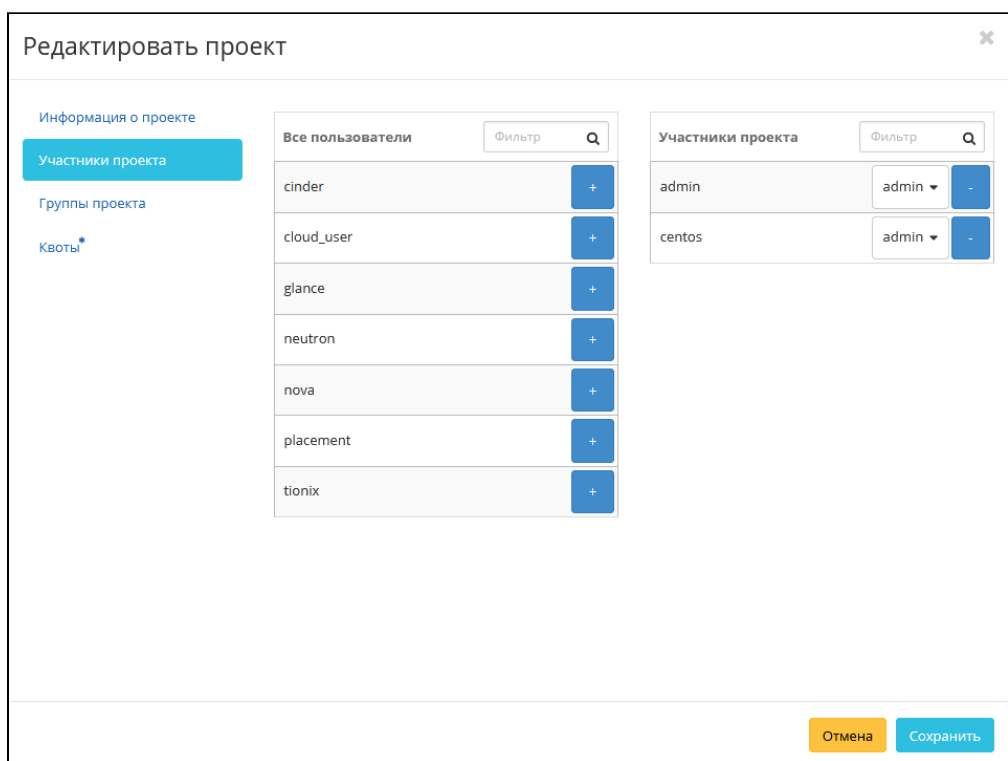 Редактировать проект
×
Информация о проекте
Участники проекта
Группы проекта
Квоты*
Все пользователи Фильтр
cinder +
cloud_user +
glance +
neutron +
nova +
placement +
tionix +
Участники проекта Фильтр
admin admin -
centos admin -
Отмена Сохранить